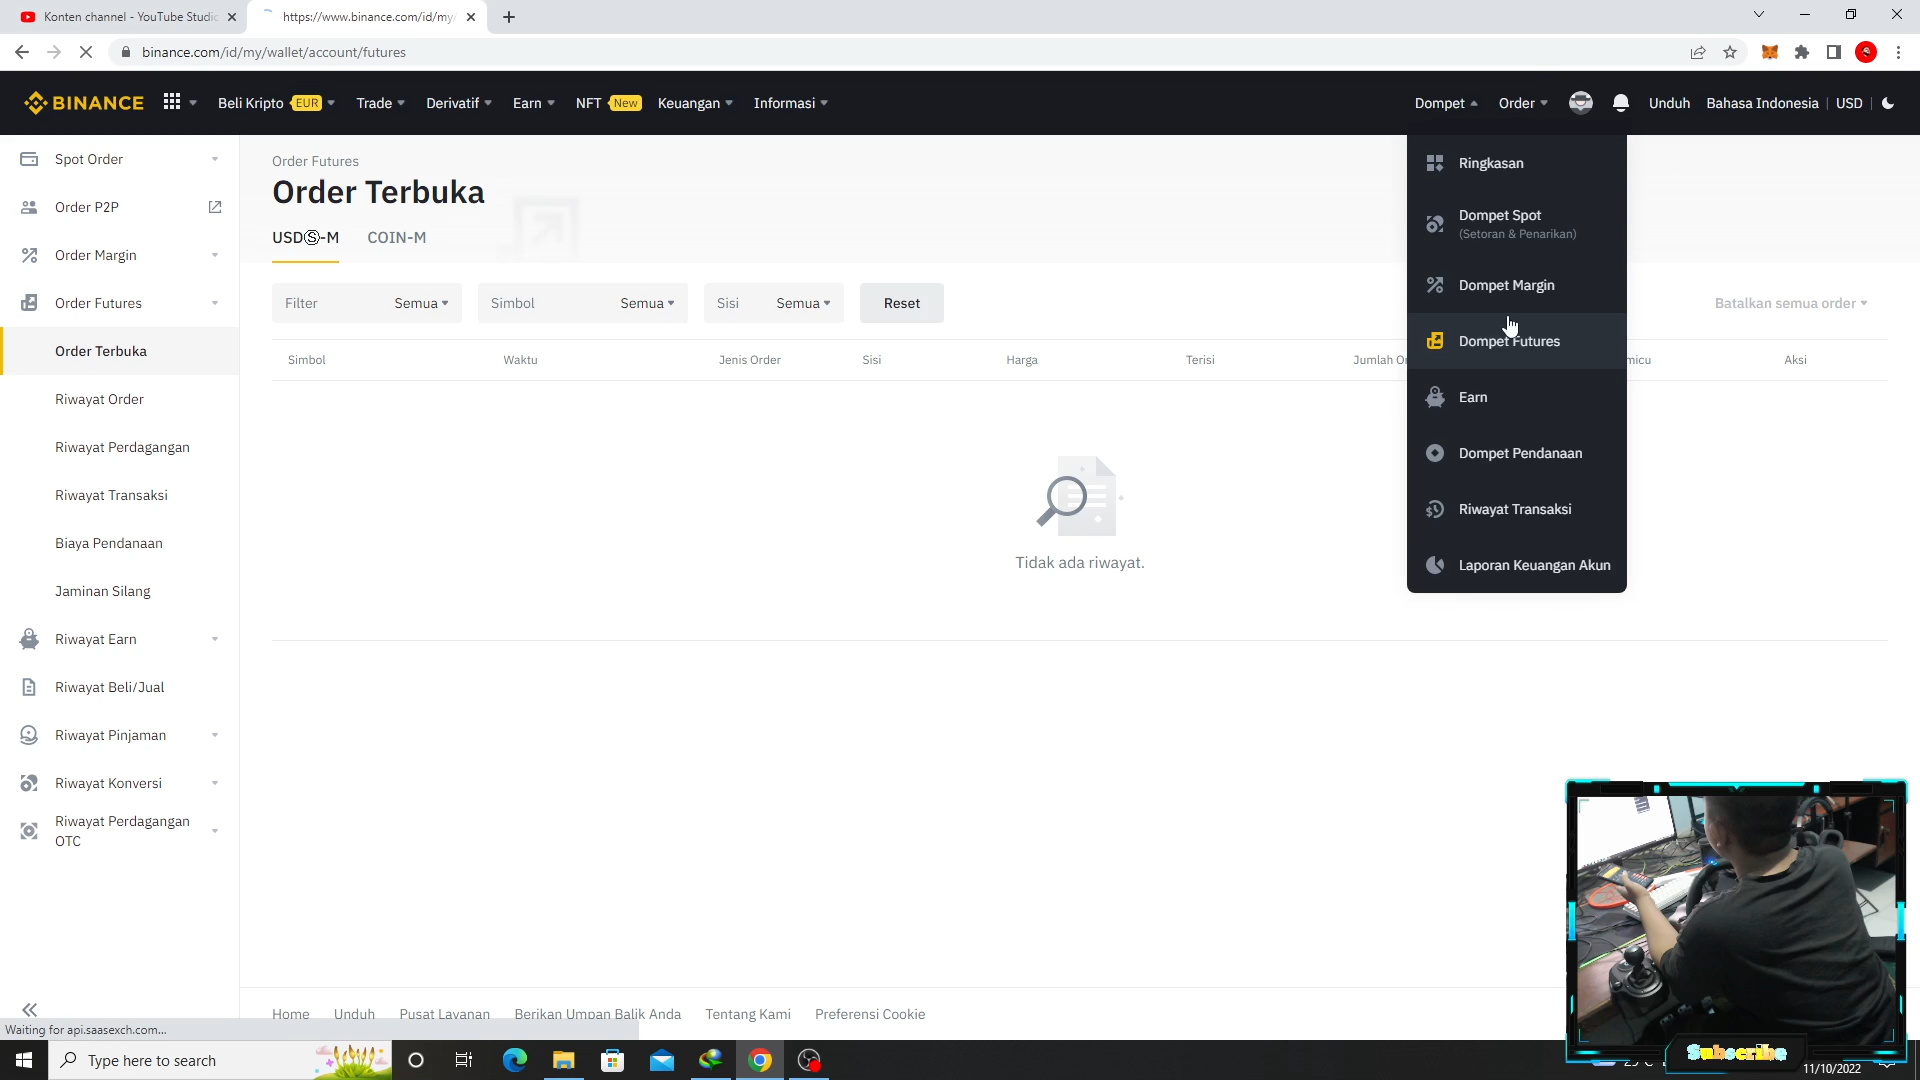 Konten channel - YouTube Studio
https://www.binance.com/id/my/
binance.com/id/my/wallet/account/futures
BINANCE
Beli Kripto EUR
Trade
Derivatif
Earn
NFT New
Keuangan
Informasi
Dompet
Order
Unduh
Bahasa Indonesia
USD
Spot Order
Order P2P
Order Margin
Order Futures
Order Terbuka
Riwayat Order
Riwayat Perdagangan
Riwayat Transaksi
Biaya Pendanaan
Jaminan Silang
Riwayat Earn
Riwayat Beli/Jual
Riwayat Pinjaman
Riwayat Konversi
Riwayat Perdagangan
OTC
Order Futures
Order Terbuka
USDⓈ-M
COIN-M
Filter
Semua
Simbol
Semua
Sisi
Semua
Reset
Batalkan semua order
Simbol
Waktu
Jenis Order
Sisi
Harga
Terisi
Aksi
Tidak ada riwayat.
Ringkasan
Dompet Spot
(Setoran & Penarikan)
Dompet Margin
Dompet Futures
Earn
Dompet Pendanaan
Riwayat Transaksi
Laporan Keuangan Akun
Home
Unduh
Pusat Layanan
Berikan Umpan Balik Anda
Tentang Kami
Preferensi Cookie
Waiting for api.saasexch.com...
Type here to search
Subscribe
11/10/2022